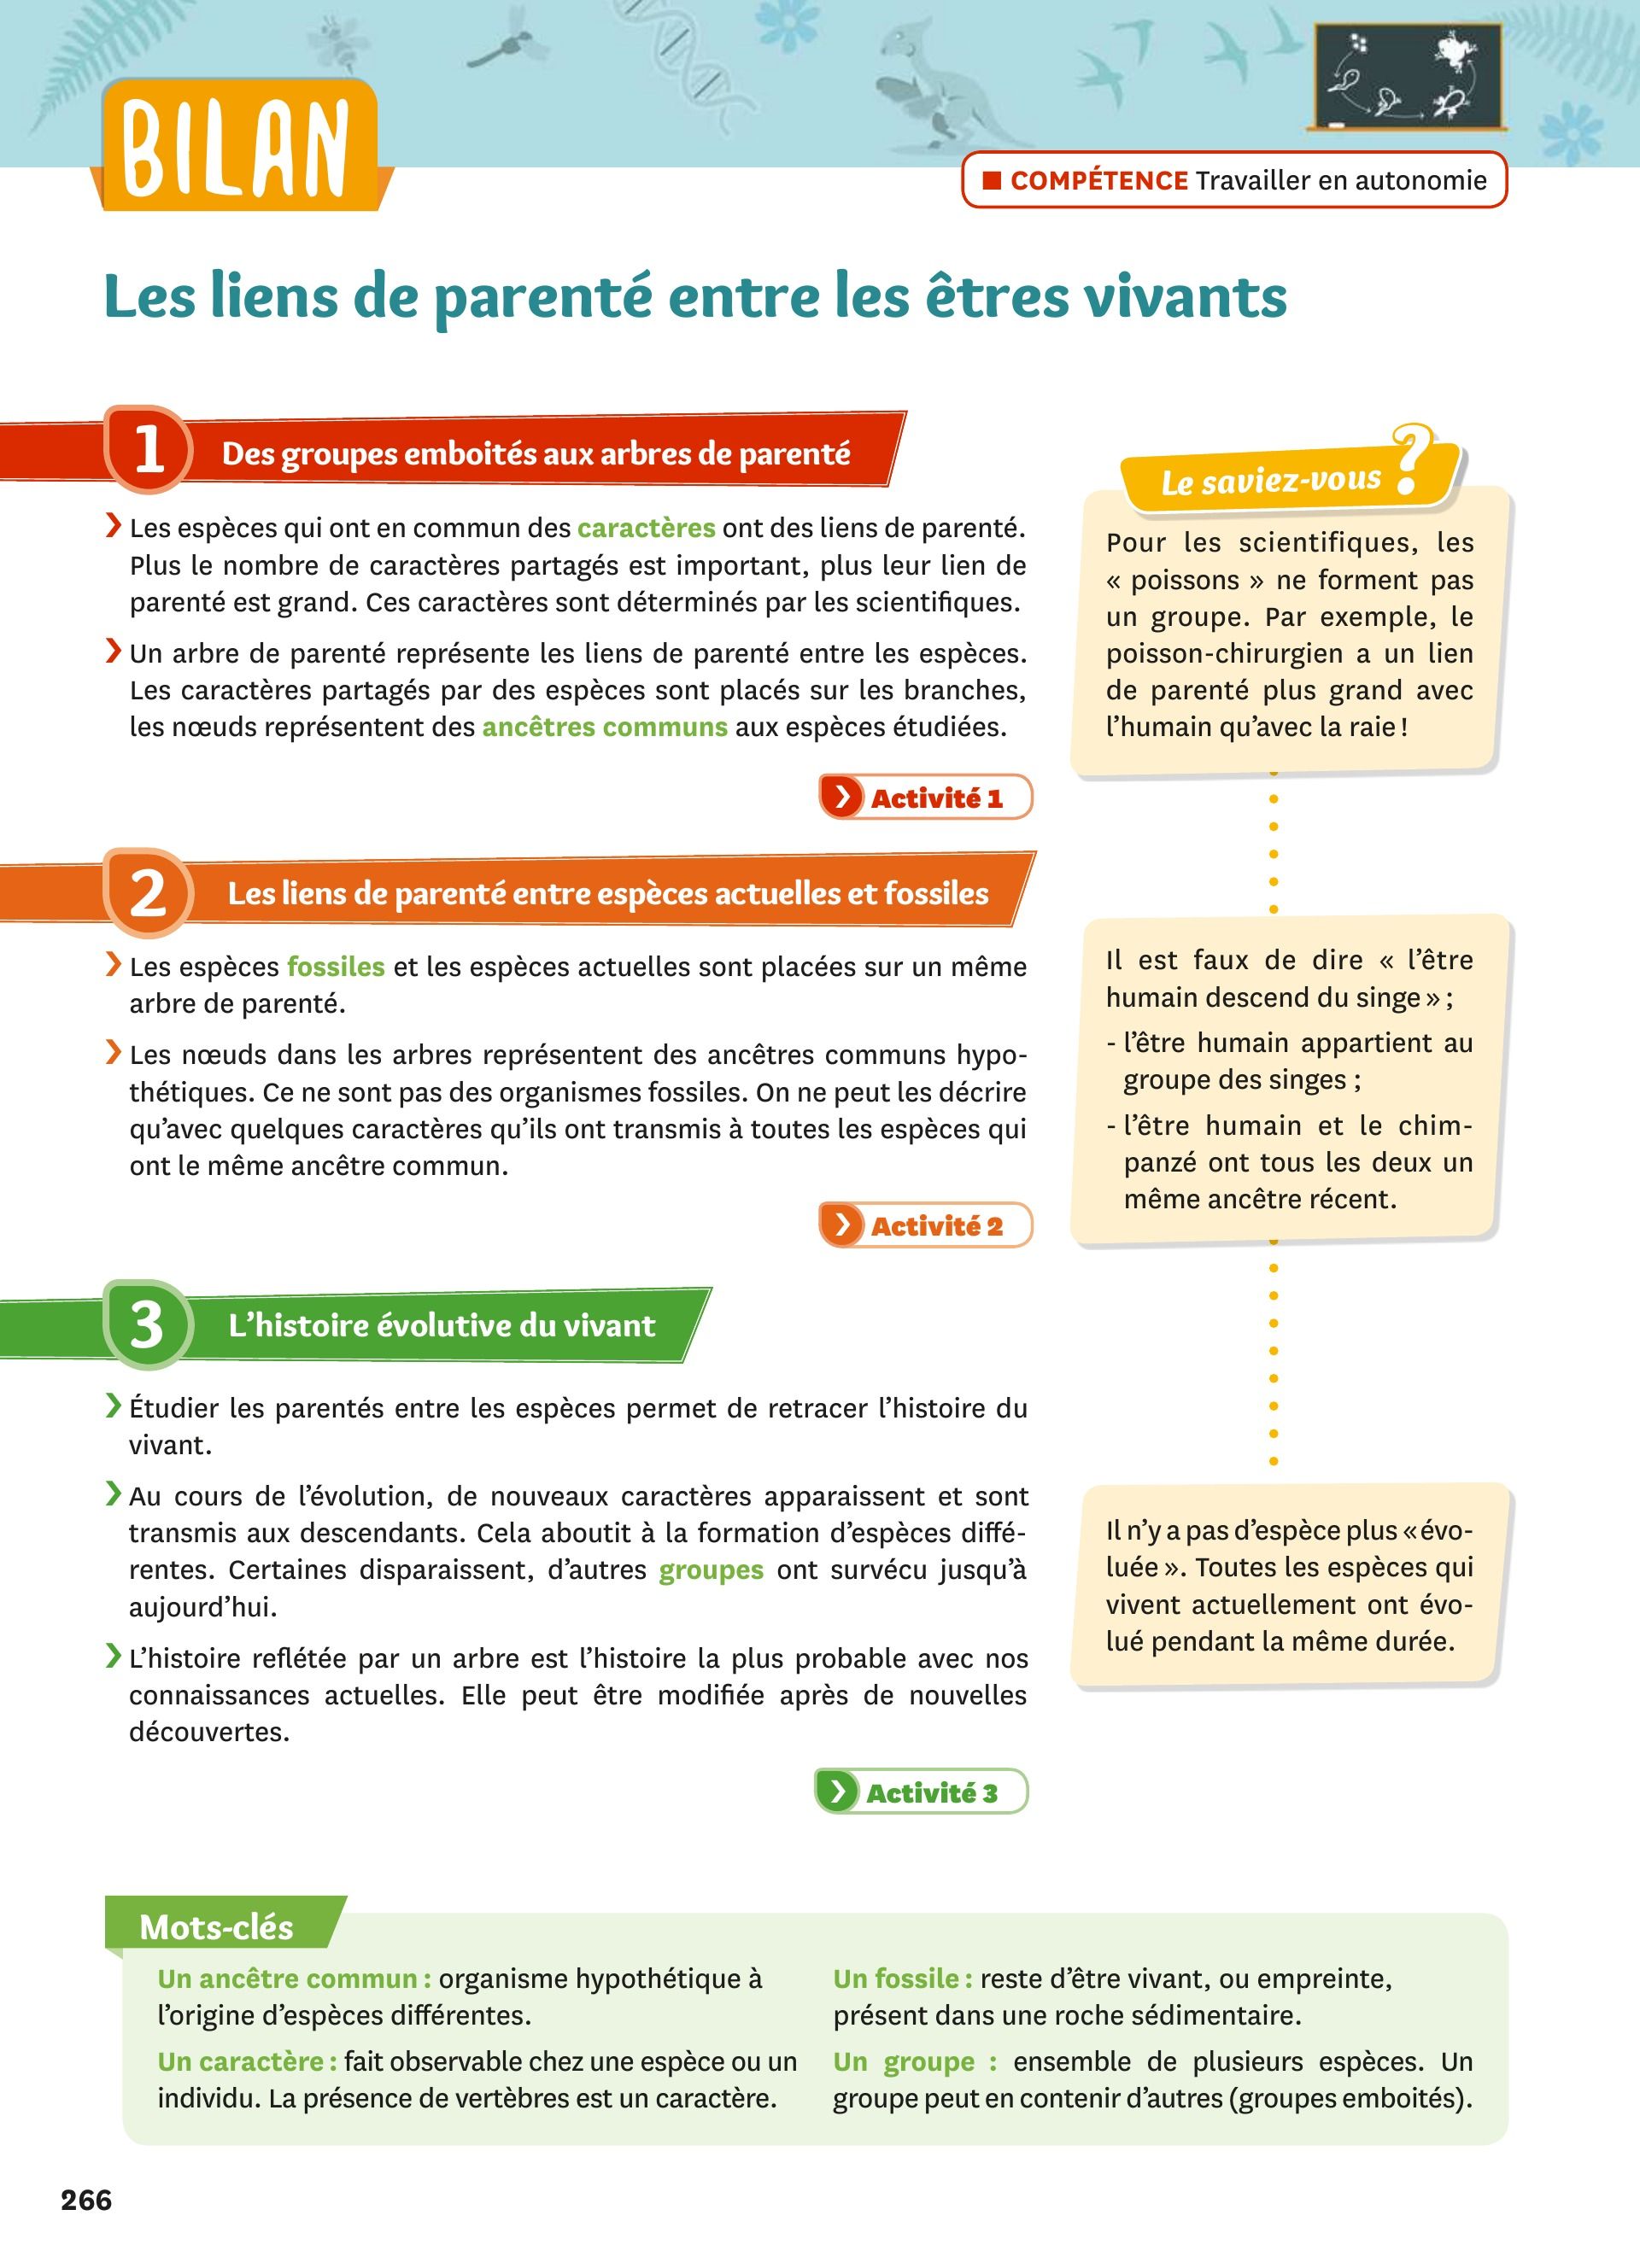 BILAN
■ COMPÉTENCE Travailler en autonomie
Les liens de parenté entre les êtres vivants
1 Des groupes emboités aux arbres de parenté
❯ Les espèces qui ont en commun des caractères ont des liens de parenté.
Plus le nombre de caractères partagés est important, plus leur lien de
parenté est grand. Ces caractères sont déterminés par les scientifiques.
❯ Un arbre de parenté représente les liens de parenté entre les espèces.
Les caractères partagés par des espèces sont placés sur les branches,
les nœuds représentent des ancêtres communs aux espèces étudiées.
❯ Activité 1
2 Les liens de parenté entre espèces actuelles et fossiles
❯ Les espèces fossiles et les espèces actuelles sont placées sur un même
arbre de parenté.
❯ Les nœuds dans les arbres représentent des ancêtres communs hypo-
thétiques. Ce ne sont pas des organismes fossiles. On ne peut les décrire
qu’avec quelques caractères qu’ils ont transmis à toutes les espèces qui
ont le même ancêtre commun.
❯ Activité 2
3 L’histoire évolutive du vivant
❯ Étudier les parentés entre les espèces permet de retracer l’histoire du
vivant.
❯ Au cours de l’évolution, de nouveaux caractères apparaissent et sont
transmis aux descendants. Cela aboutit à la formation d’espèces diffé-
rentes. Certaines disparaissent, d’autres groupes ont survécu jusqu’à
aujourd’hui.
❯ L’histoire reflétée par un arbre est l’histoire la plus probable avec nos
connaissances actuelles. Elle peut être modifiée après de nouvelles
découvertes.
❯ Activité 3
Le saviez-vous ?
Pour les scientifiques, les
« poissons » ne forment pas
un groupe. Par exemple, le
poisson-chirurgien a un lien
de parenté plus grand avec
l’humain qu’avec la raie !
Il est faux de dire « l’être
humain descend du singe » ;
- l’être humain appartient au
groupe des singes ;
- l’être humain et le chim-
panzé ont tous les deux un
même ancêtre récent.
Il n’y a pas d’espèce plus « évo-
luée ». Toutes les espèces qui
vivent actuellement ont évo-
lué pendant la même durée.
Mots-clés
Un ancêtre commun : organisme hypothétique à
l’origine d’espèces différentes.
Un caractère : fait observable chez une espèce ou un
individu. La présence de vertèbres est un caractère.
Un fossile : reste d’être vivant, ou empreinte,
présent dans une roche sédimentaire.
Un groupe : ensemble de plusieurs espèces. Un
groupe peut en contenir d’autres (groupes emboités).
266